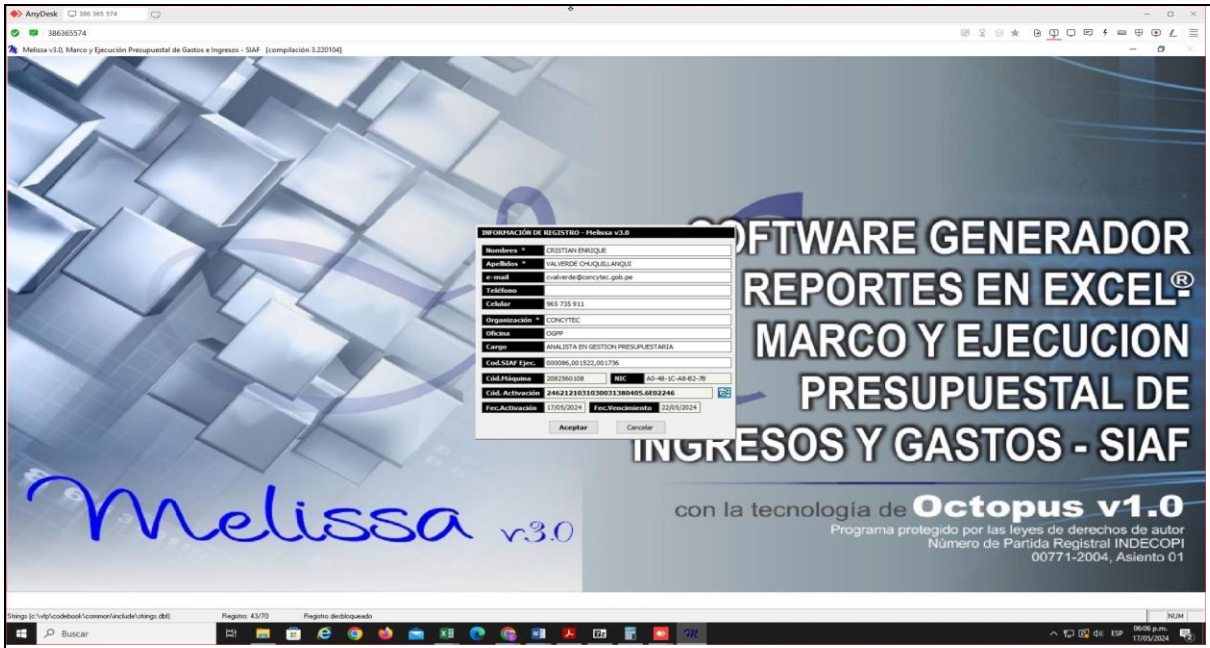 AnyDesk 386 365 574
386365574
Melissa v3.0, Marco y Ejecución Presupuestal de Gastos e Ingresos - SIAF [compilación 3.220104]
SOFTWARE GENERADOR
REPORTES EN EXCEL®
MARCO Y EJECUCION
PRESUPUESTAL DE
INGRESOS Y GASTOS - SIAF
INFORMACIÓN DE REGISTRO - Melissa v3.0
Nombres * CRISTIAN ENRIQUE
Apellidos * VALVERDE CHUQUILLANQUI
e-mail cvalverde@concytec.gob.pe
Teléfono
Celular 965 735 911
Organización * CONCYTEC
Oficina OGPP
Cargo ANALISTA EN GESTION PRESUPUESTARIA
Cod.SIAF Ejec. 000086,001522,001736
Cód.Máquina 2082560108 NIC A0-48-1C-A8-B2-7B
Cód. Activación 2462121031030031380405.6E02246
Fec.Activación 17/05/2024 Fec.Vencimiento 22/05/2024
Aceptar Cancelar
Melissa v3.0
con la tecnología de Octopus v1.0
Programa protegido por las leyes de derechos de autor
Número de Partida Registral INDECOPI
00771-2004, Asiento 01
Strings (c:\vfp\codebook\common\include\strings.dbf) Registro: 43/70 Registro desbloqueado NUM
Buscar ESP 06:06 p.m.
17/05/2024